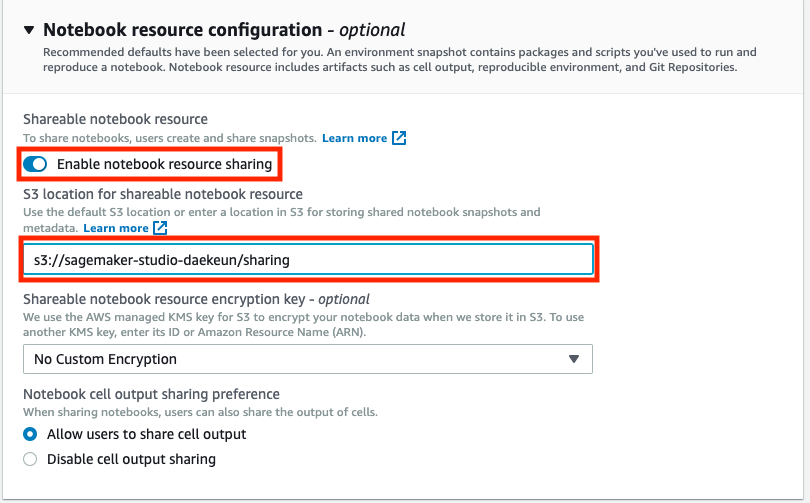 Notebook resource configuration - optional
Recommended defaults have been selected for you. An environment snapshot contains packages and scripts you've used to run and
reproduce a notebook. Notebook resource includes artifacts such as cell output, reproducible environment, and Git Repositories.
Shareable notebook resource
To share notebooks, users create and share snapshots. Learn more
Enable notebook resource sharing
S3 location for shareable notebook resource
Use the default S3 location or enter a location in S3 for storing shared notebook snapshots and
metadata. Learn more
s3://sagemaker-studio-daekeun/sharing
Shareable notebook resource encryption key - optional
We use the AWS managed KMS key for S3 to encrypt your notebook data when we store it in S3. To use
another KMS key, enter its ID or Amazon Resource Name (ARN).
No Custom Encryption
Notebook cell output sharing preference
When sharing notebooks, users can also share the output of cells.
Allow users to share cell output
Disable cell output sharing